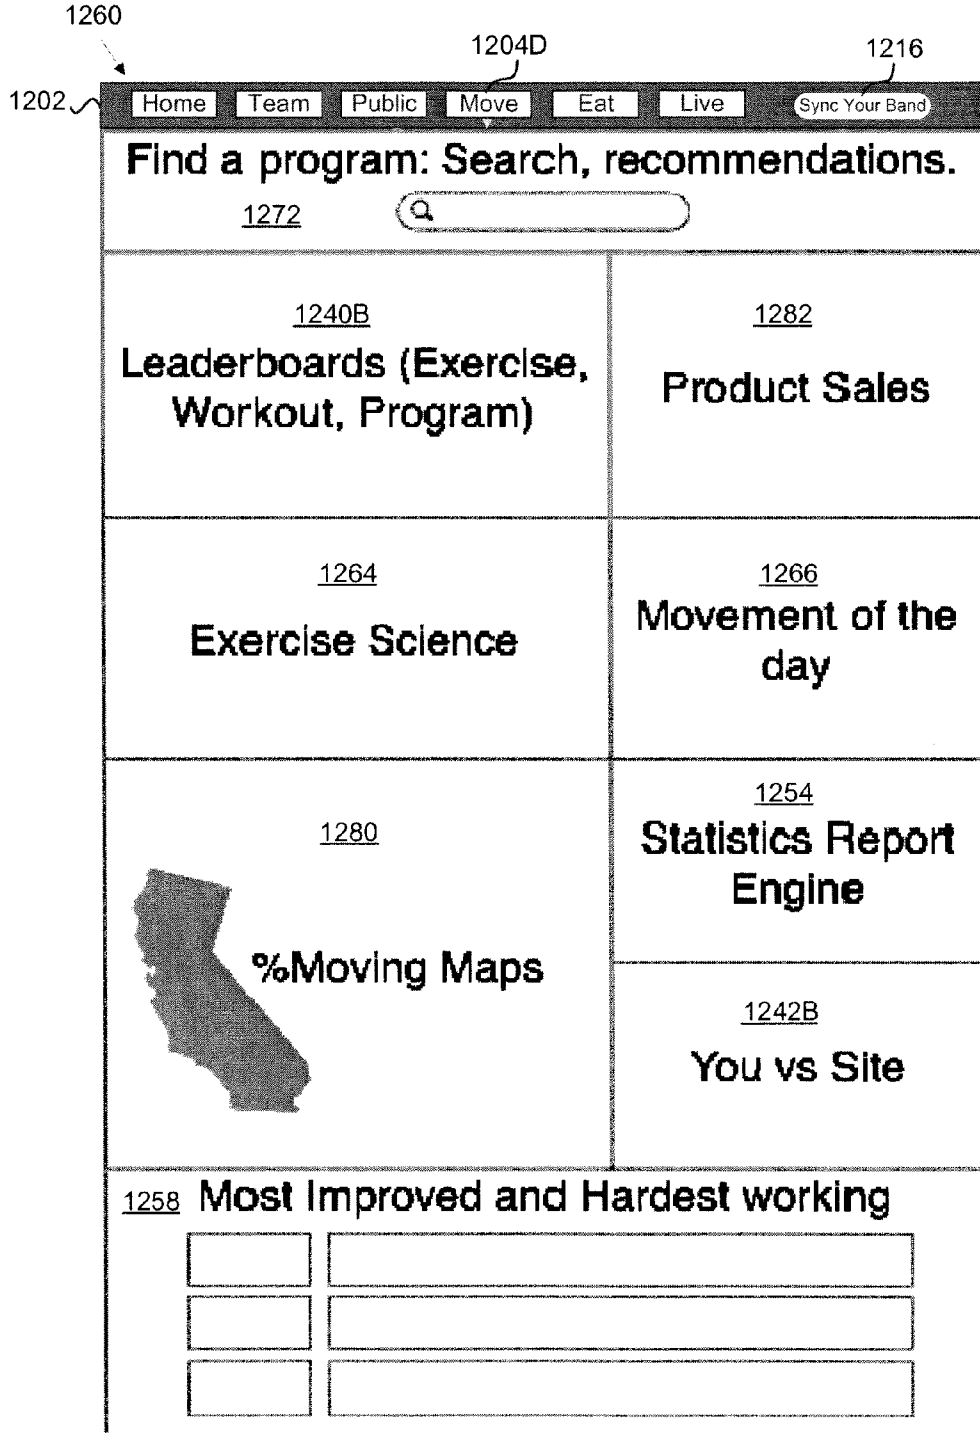 1260
1204D
1216
1202
Home Team Public Move Eat Live Sync Your Band
Find a program: Search, recommendations.
1272
1240B
Leaderboards (Exercise,
Workout, Program)
1282
Product Sales
1264
Exercise Science
1266
Movement of the
day
1280
%Moving Maps
1254
Statistics Report
Engine
1242B
You vs Site
1258 Most Improved and Hardest working